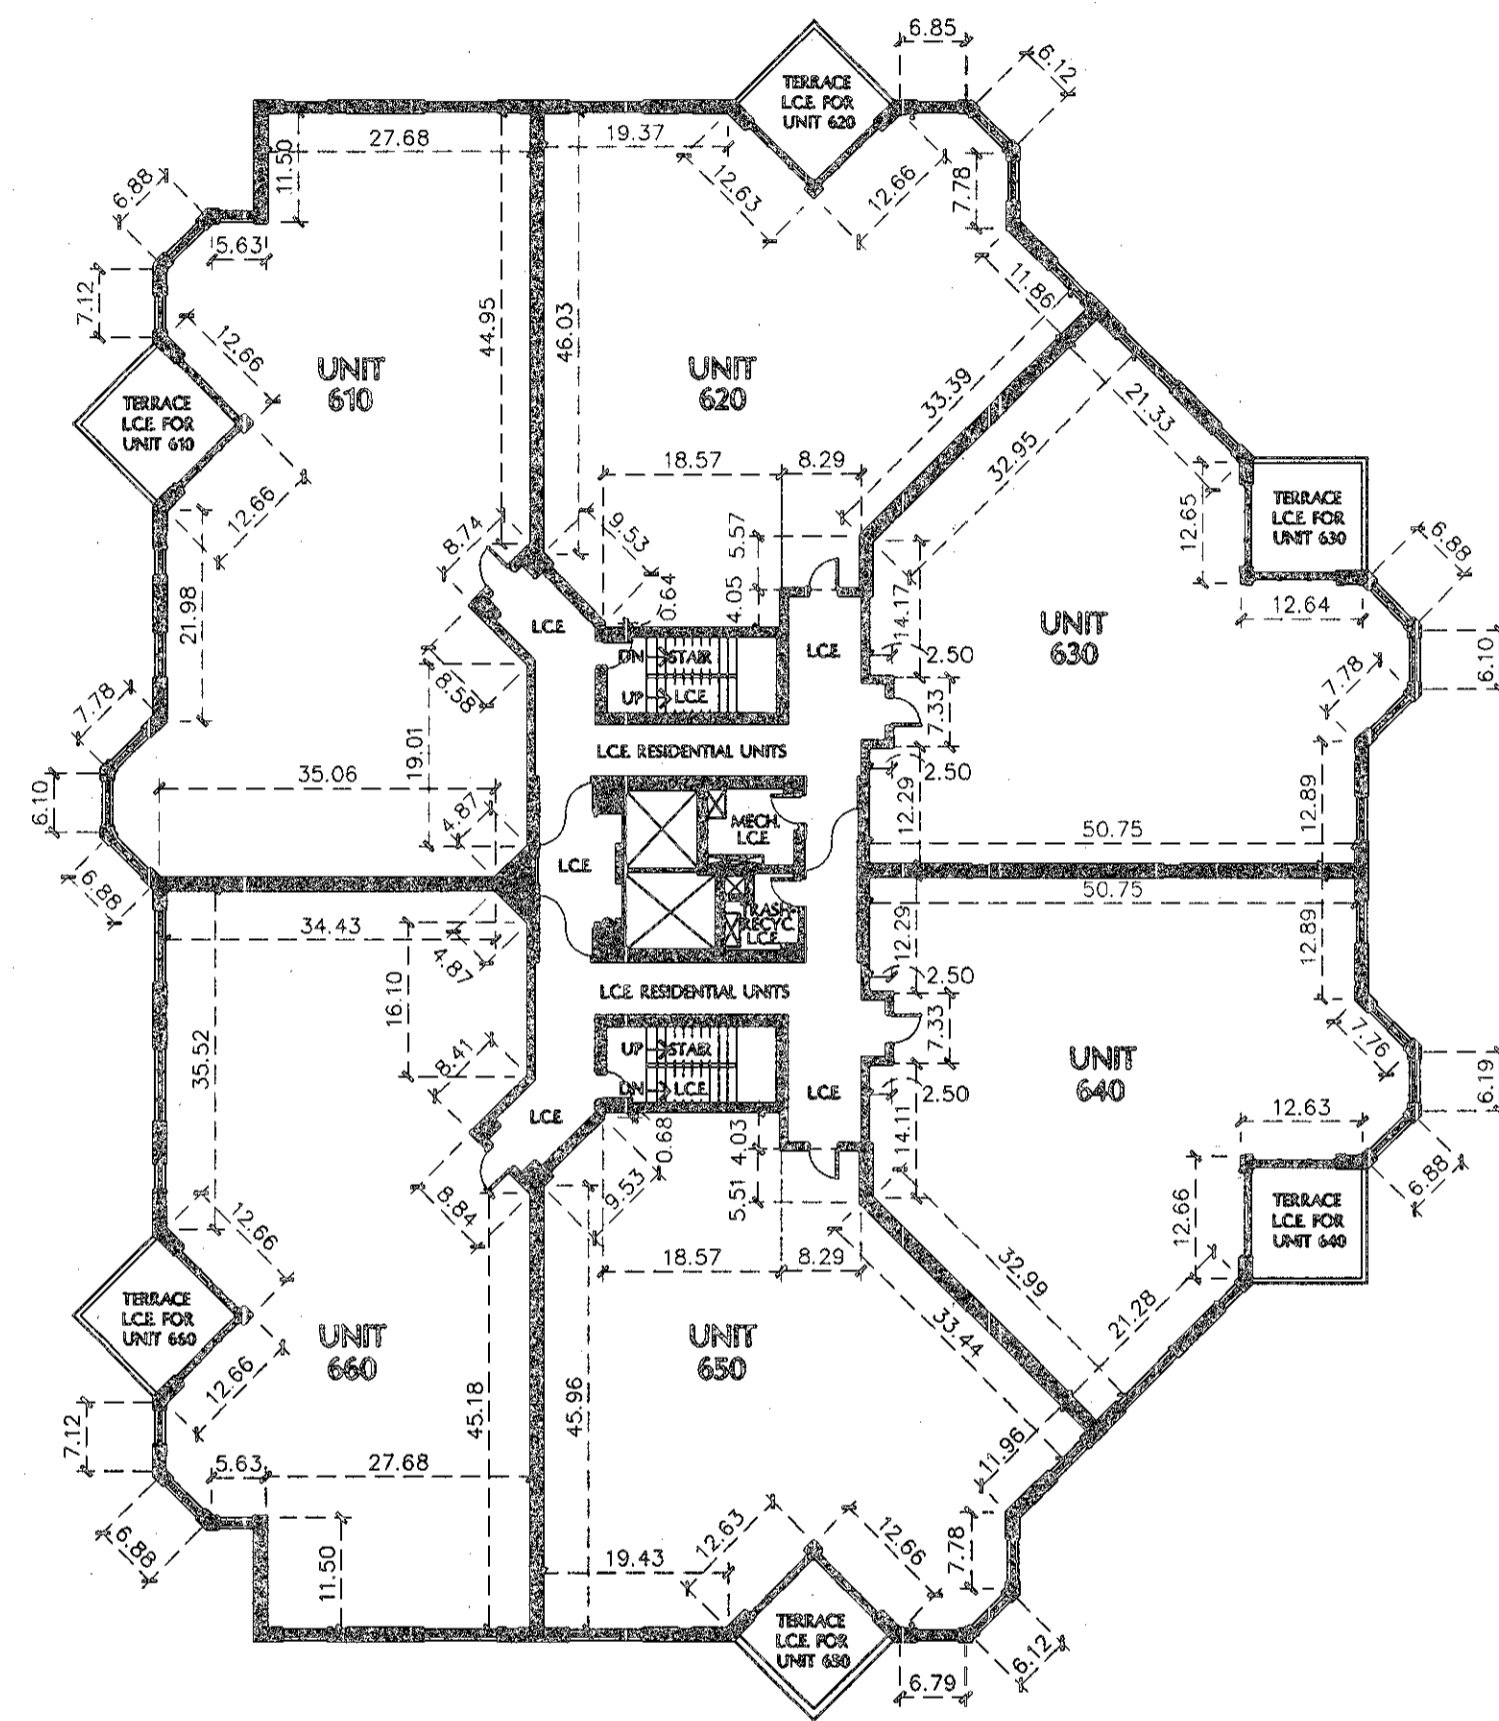 6.85
6.12
TERRACE
L.C.E. FOR
UNIT 620
27.68
11.50
19.37
12.63
12.66
7.78
6.88
5.63
7.12
12.66
44.95
46.03
11.86
UNIT
610
UNIT
620
33.39
21.33
32.95
TERRACE
L.C.E. FOR
UNIT 610
12.66
18.57
8.29
12.65
TERRACE
L.C.E. FOR
UNIT 630
6.88
8.74
9.53
5.57
0.64
4.05
12.64
21.98
L.C.E.
14.17
UNIT
630
6.10
DN
STAIR
L.C.E.
2.50
8.58
UP
L.C.E.
7.33
7.78
7.78
19.01
L.C.E. RESIDENTIAL UNITS
2.50
35.06
6.10
4.87
MECH.
L.C.E.
12.29
50.75
12.89
6.88
L.C.E.
34.43
TRASH-
RECYC.
L.C.E.
50.75
4.87
12.29
12.89
2.50
16.10
L.C.E. RESIDENTIAL UNITS
35.52
7.33
7.76
UP
STAIR
UNIT
640
6.19
8.41
DN
L.C.E.
L.C.E.
2.50
12.63
L.C.E.
0.68
4.03
14.11
8.84
9.53
5.51
6.88
12.66
18.57
8.29
32.99
12.66
TERRACE
L.C.E. FOR
UNIT 640
TERRACE
L.C.E. FOR
UNIT 660
UNIT
660
UNIT
650
33.44
21.28
12.66
45.18
45.96
7.12
5.63
27.68
11.96
6.88
11.50
19.43
12.63
12.66
7.78
TERRACE
L.C.E. FOR
UNIT 650
6.12
6.79